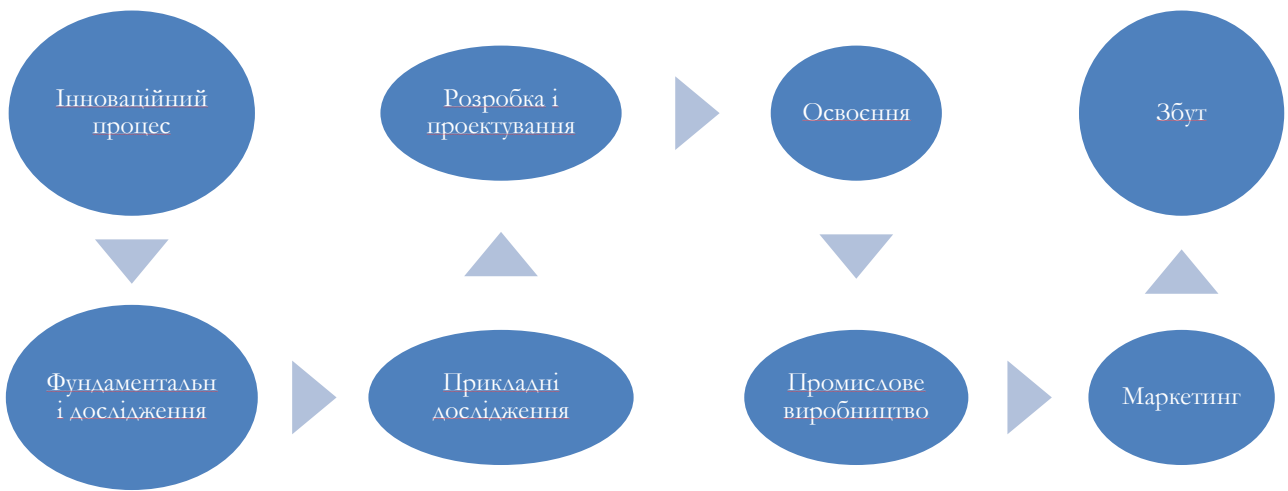 Інноваційний
процес
Фундаментальн
і дослідження
Прикладні
дослідження
Розробка і
проектування
Освоєння
Промислове
виробництво
Маркетинг
Збут